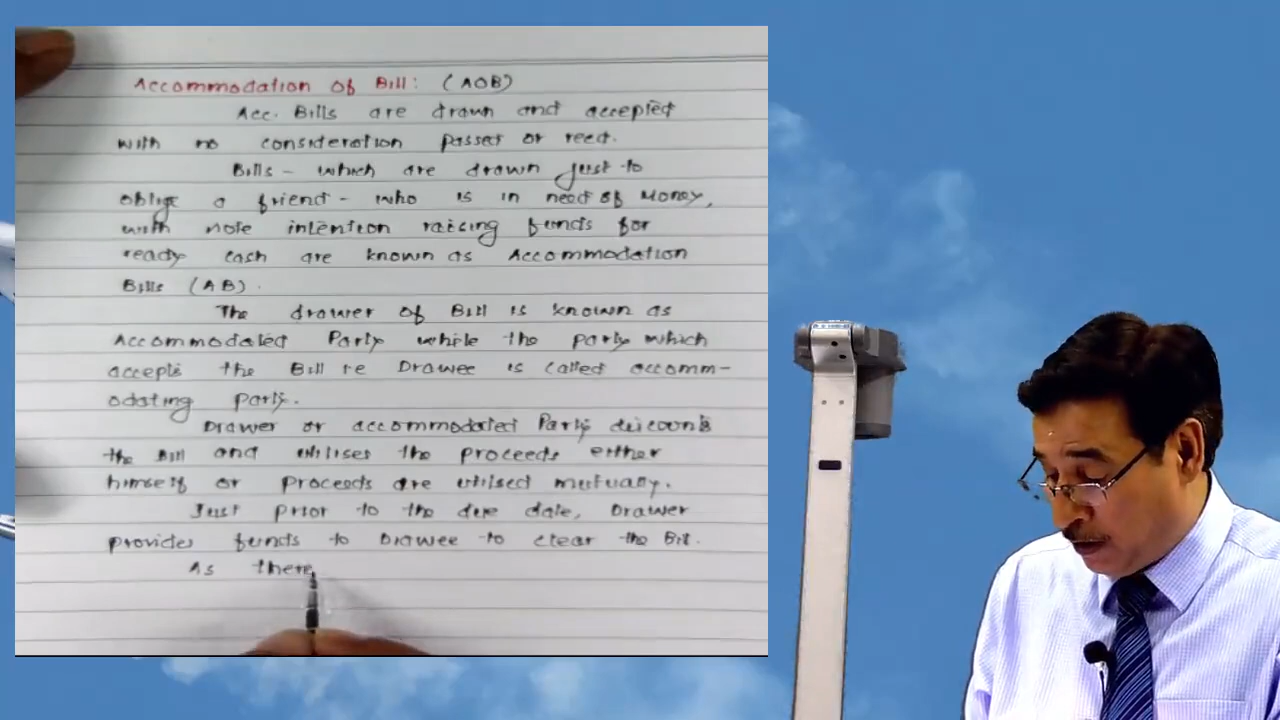 Accommodation of Bill: (AOB)
Acc. Bills are drawn and accepted
with no consideration passed or recd.
Bills - which are drawn just to
oblige a friend - who is in need of Money,
with note intention raising funds for
ready cash are known as Accommodation
Bills (AB).
The drawer of Bill is known as
Accommodated Party while the party which
accepts the Bill ie Drawee is called accomm-
odating party.
Drawer or accommodated Party discounts
the Bill and utilises the proceeds either
himself or proceeds are utilised mutually.
Just prior to the due date, Drawer
provides funds to Drawee to clear the Bill.
As there